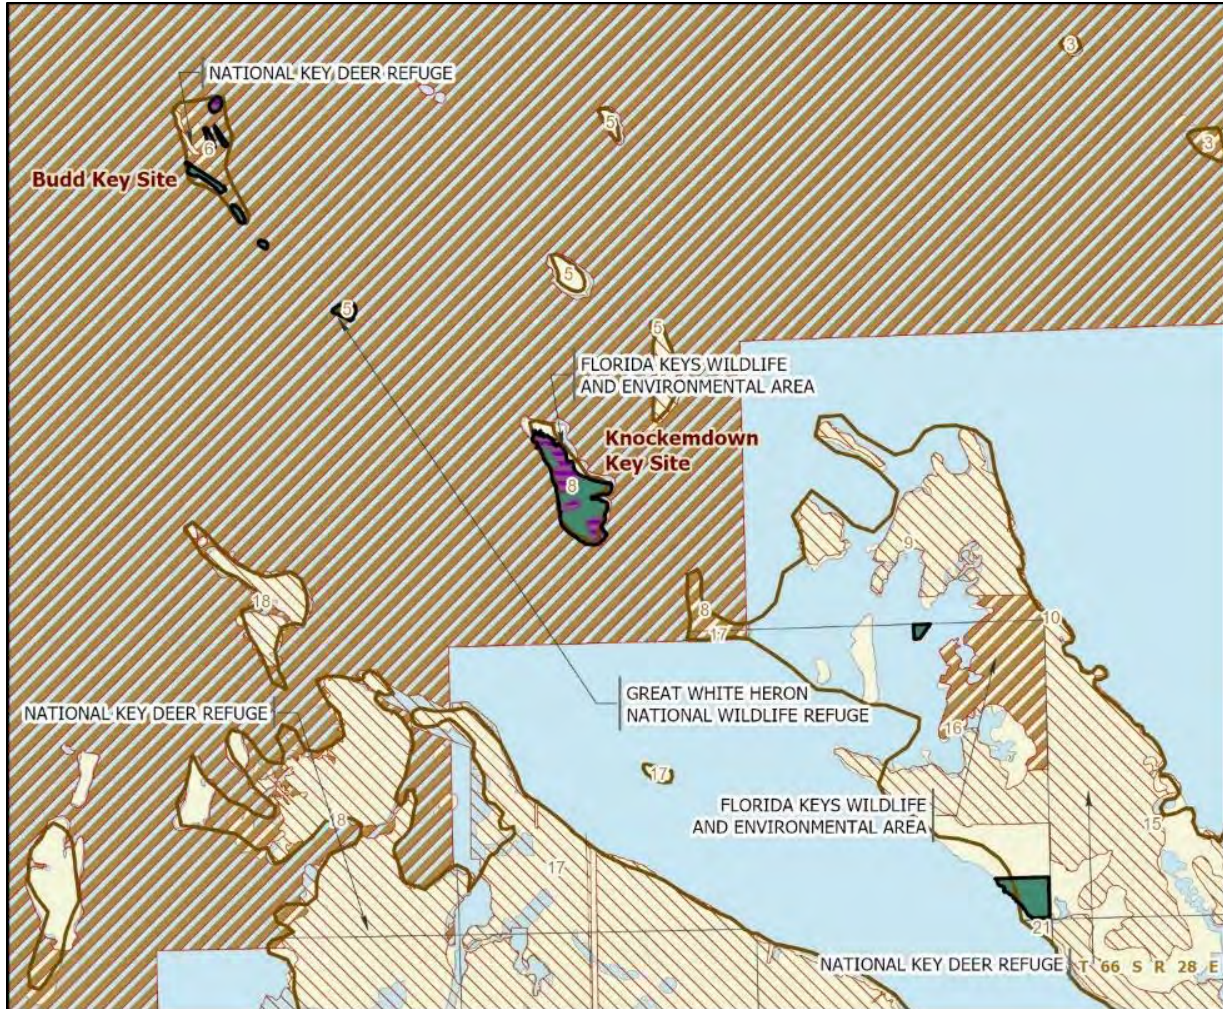 3
NATIONAL KEY DEER REFUGE
5
3
6
Budd Key Site
5
5
5
FLORIDA KEYS WILDLIFE
AND ENVIRONMENTAL AREA
Knockemdown
Key Site
8
9
18
8
10
17
GREAT WHITE HERON
NATIONAL WILDLIFE REFUGE
NATIONAL KEY DEER REFUGE
16
17
FLORIDA KEYS WILDLIFE
AND ENVIRONMENTAL AREA
18
15
17
21
NATIONAL KEY DEER REFUGE
T 66 S R 28 E